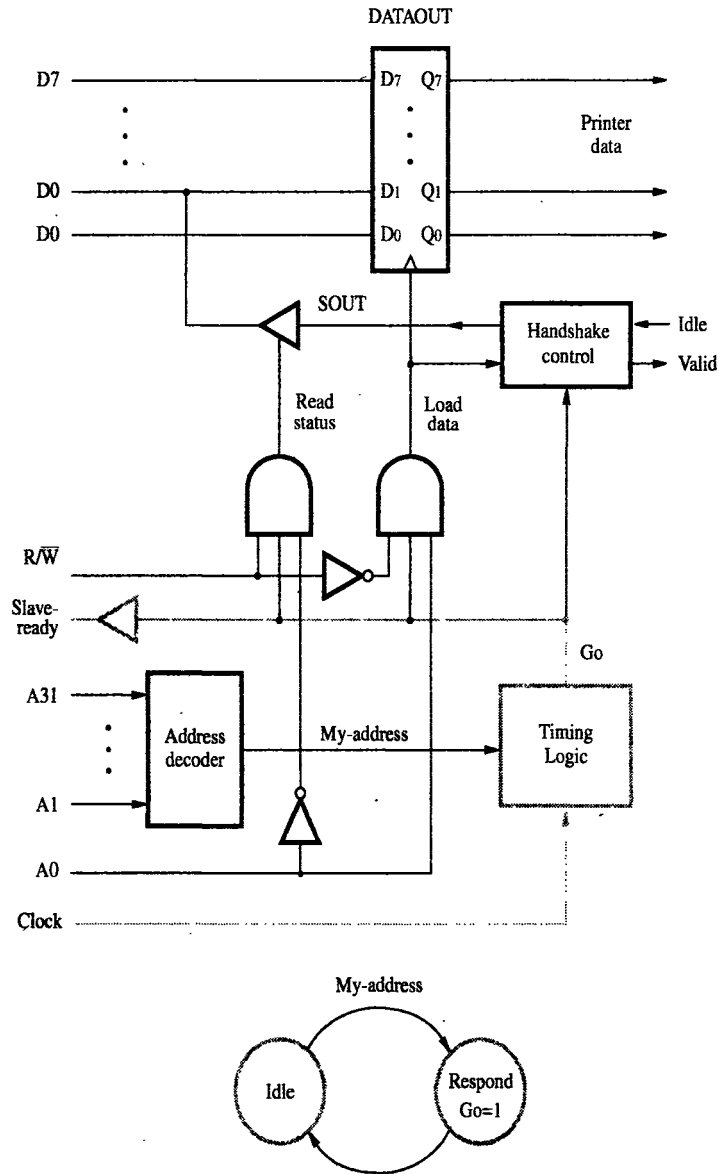 DATAOUT
D7 D7 Q7
Printer
data
D0 D1 Q1
D0 D0 Q0
SOUT
Handshake
control
Idle
Valid
Read
status
Load
data
R/W̅
Slave-
ready
Go
A31
Address
decoder
My-address
Timing
Logic
A1
A0
Clock
My-address
Idle
Respond
Go=1